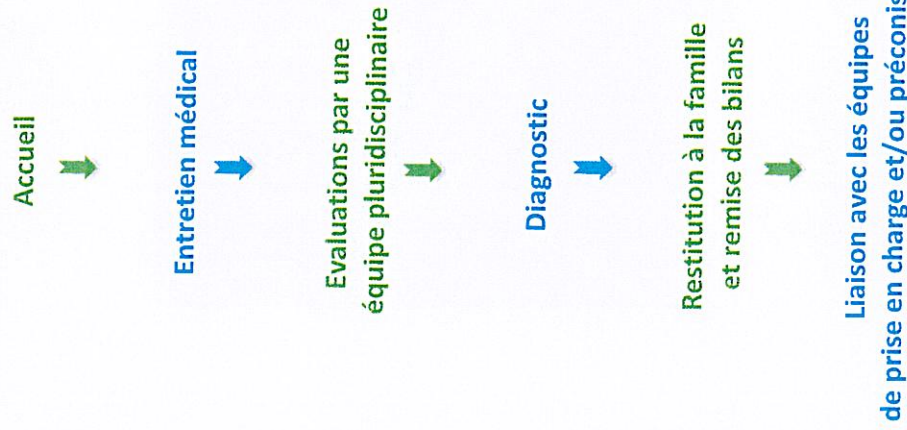 Accueil
Entretien médical
Evaluations par une
équipe pluridisciplinaire
Diagnostic
Restitution à la famille
et remise des bilans
Liaison avec les équipes
de prise en charge et/ou